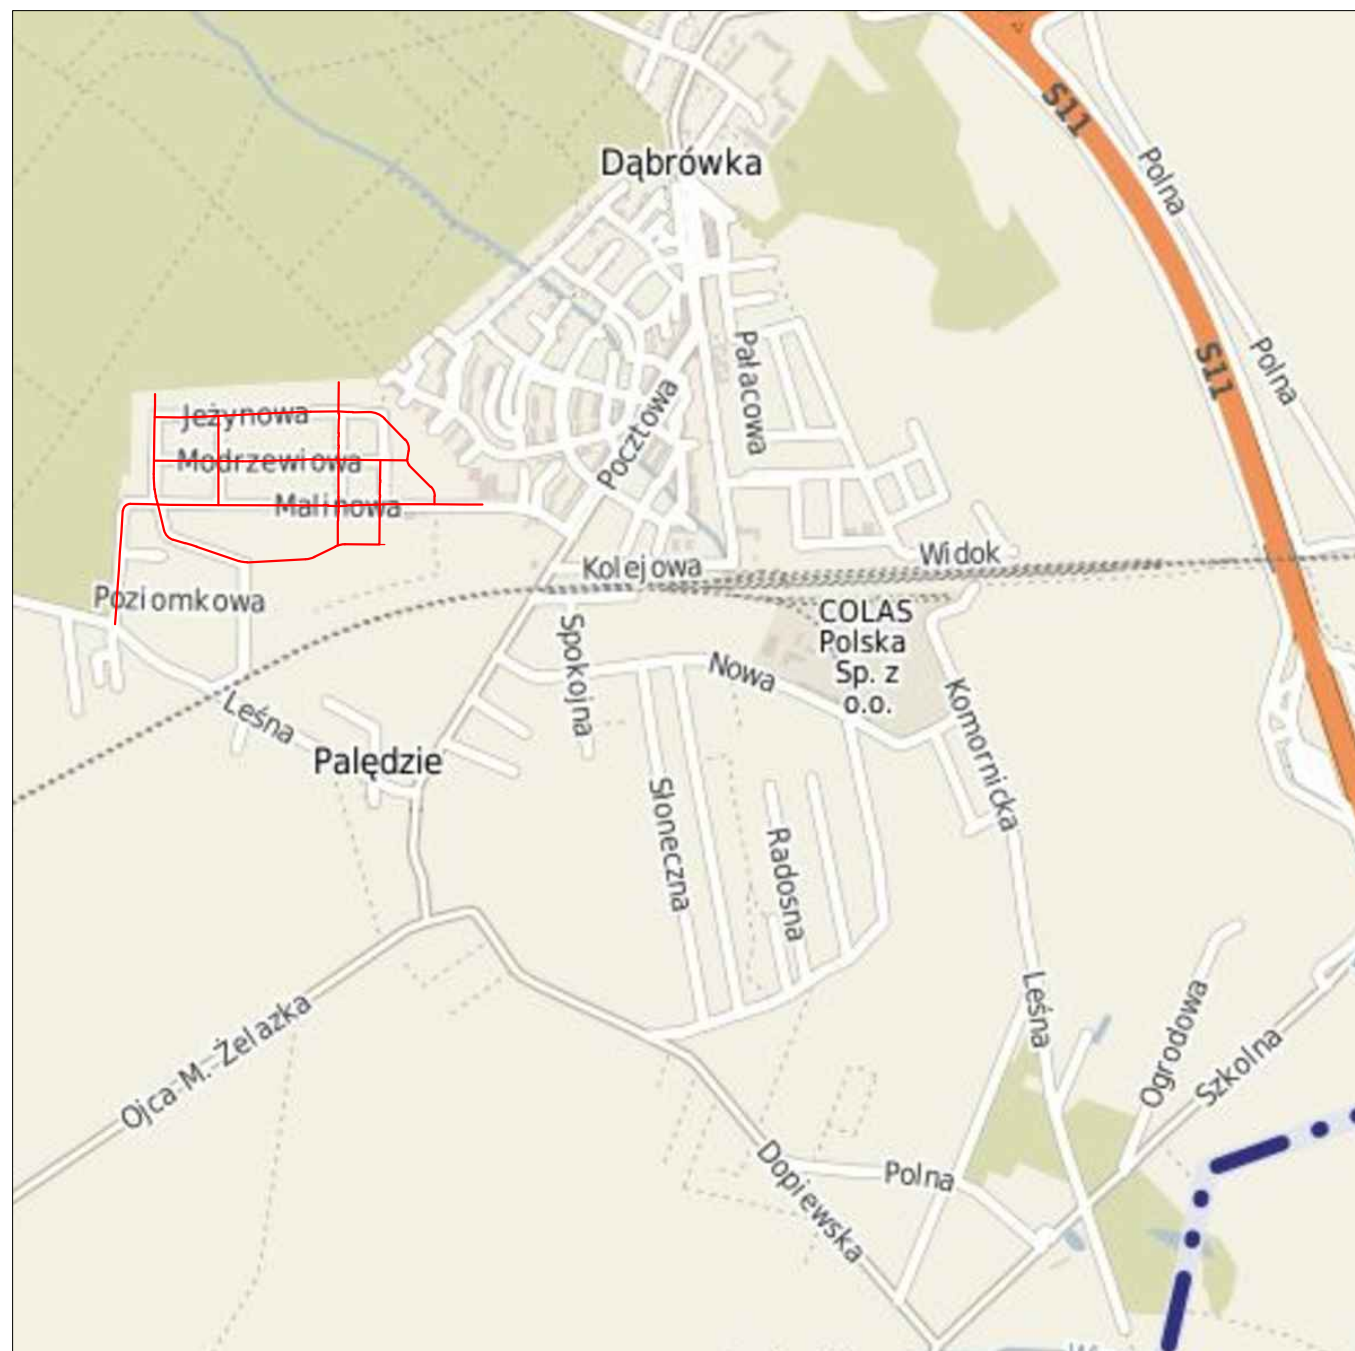 S11
Polna
Dąbrówka
Pałacowa
S11
Polna
Pocztowa
Jeżynowa
Modrzewiowa
Malinowa
Widok
Kolejowa
Poziomkowa
COLAS
Polska
Sp. z
o.o.
Spokojna
Nowa
Leśna
Komornicka
Palędzie
Słoneczna
Radosna
Leśna
Ojca M. Żelazka
Ogrodowa
Szkolna
Dopiewska
Polna